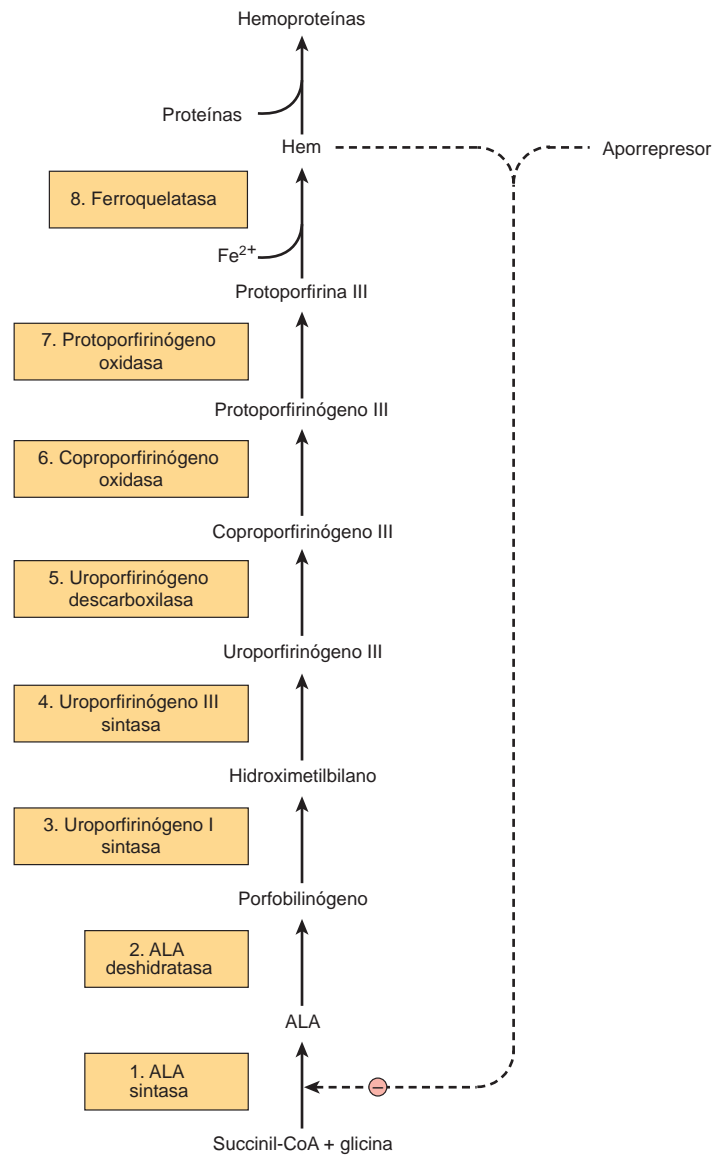 Hemoproteínas
Proteínas
Hem
Aporrepresor
8. Ferroquelatasa
Fe²⁺
Protoporfirina III
7. Protoporfirinógeno
oxidasa
Protoporfirinógeno III
6. Coproporfirinógeno
oxidasa
Coproporfirinógeno III
5. Uroporfirinógeno
descarboxilasa
Uroporfirinógeno III
4. Uroporfirinógeno III
sintasa
Hidroximetilbilano
3. Uroporfirinógeno I
sintasa
Porfobilinógeno
2. ALA
deshidratasa
ALA
1. ALA
sintasa
–
Succinil-CoA + glicina